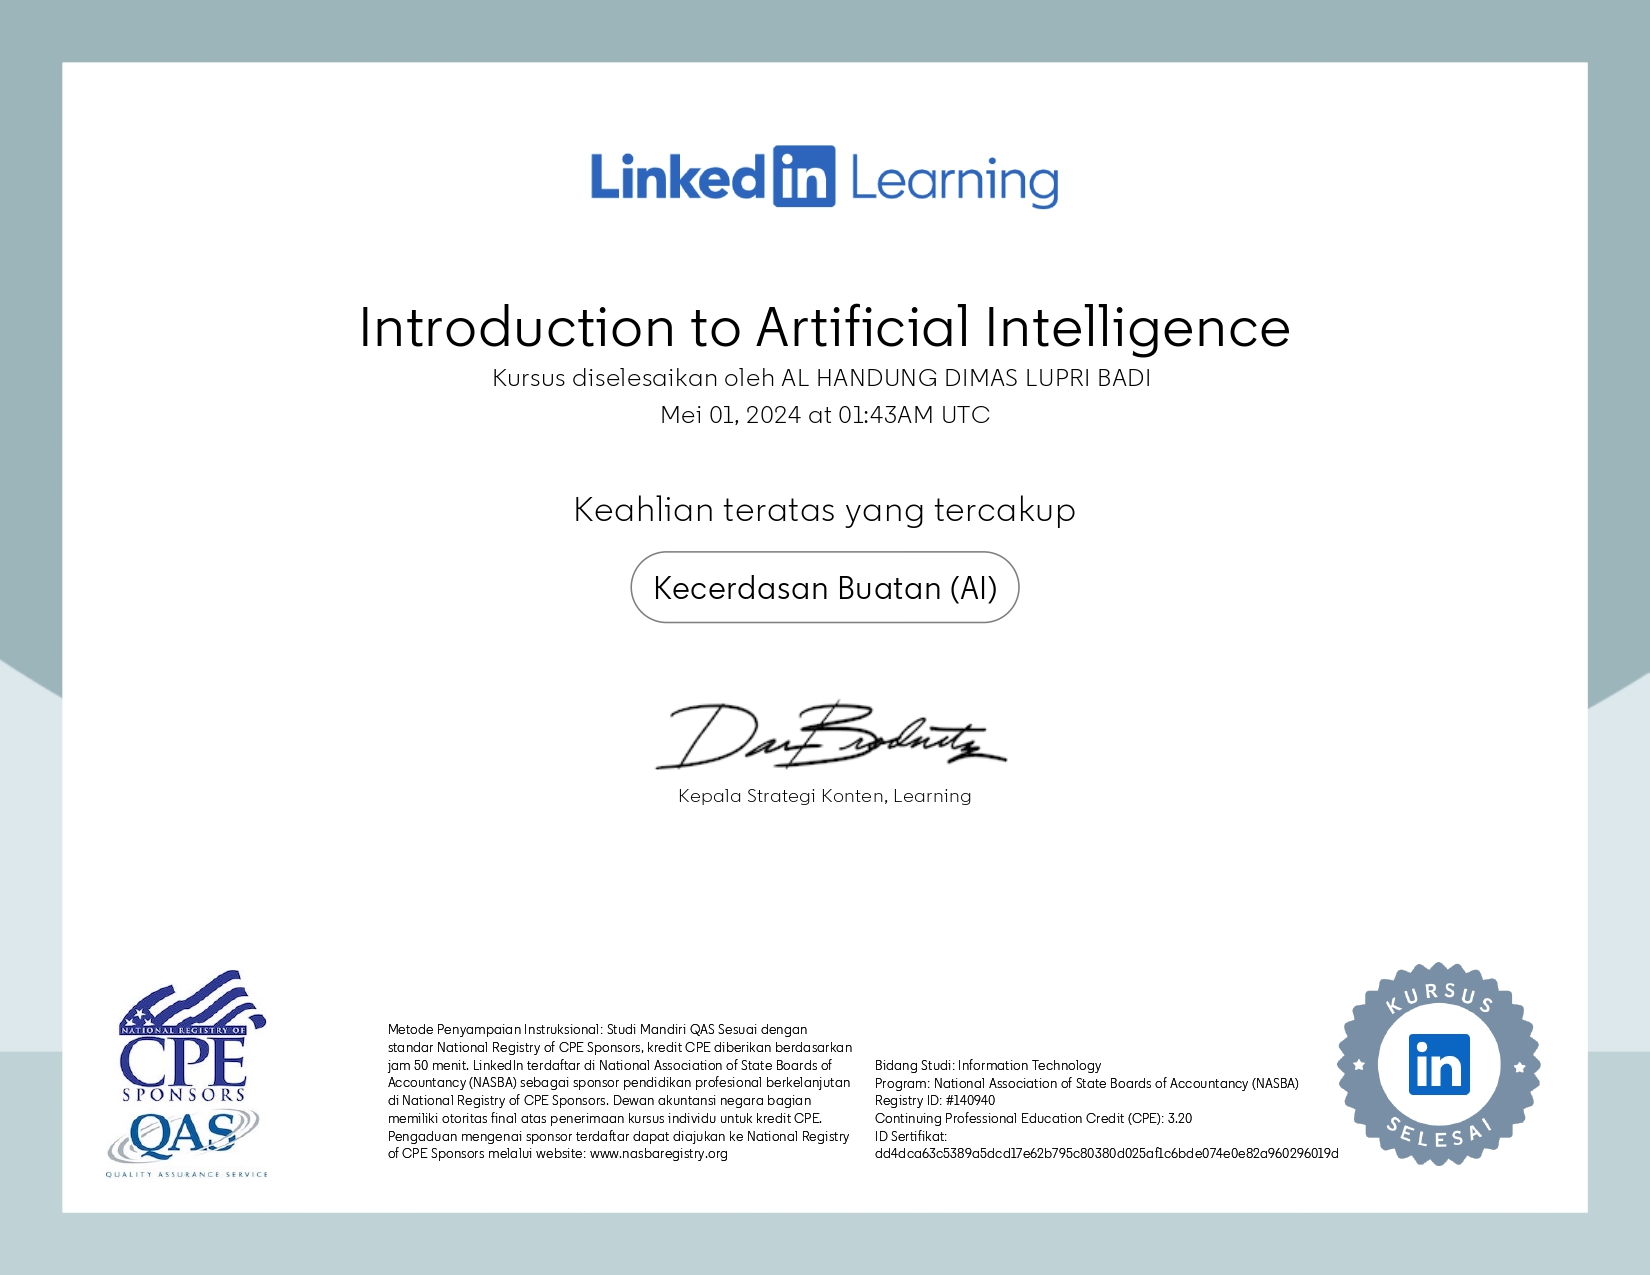 LinkedIn Learning
Introduction to Artificial Intelligence
Kursus diselesaikan oleh AL HANDUNG DIMAS LUPRI BADI
Mei 01, 2024 at 01:43AM UTC
Keahlian teratas yang tercakup
Kecerdasan Buatan (AI)
Dan Brodnitz
Kepala Strategi Konten, Learning
NATIONAL REGISTRY OF
CPE
SPONSORS
QAS
QUALITY ASSURANCE SERVICE
Metode Penyampaian Instruksional: Studi Mandiri QAS Sesuai dengan
standar National Registry of CPE Sponsors, kredit CPE diberikan berdasarkan
jam 50 menit. LinkedIn terdaftar di National Association of State Boards of
Accountancy (NASBA) sebagai sponsor pendidikan profesional berkelanjutan
di National Registry of CPE Sponsors. Dewan akuntansi negara bagian
memiliki otoritas final atas penerimaan kursus individu untuk kredit CPE.
Pengaduan mengenai sponsor terdaftar dapat diajukan ke National Registry
of CPE Sponsors melalui website: www.nasbaregistry.org
Bidang Studi: Information Technology
Program: National Association of State Boards of Accountancy (NASBA)
Registry ID: #140940
Continuing Professional Education Credit (CPE): 3.20
ID Sertifikat:
dd4dca63c5389a5dcd17e62b795c80380d025af1c6bde074e0e82a960296019d
KURSUS
in
SELESAI